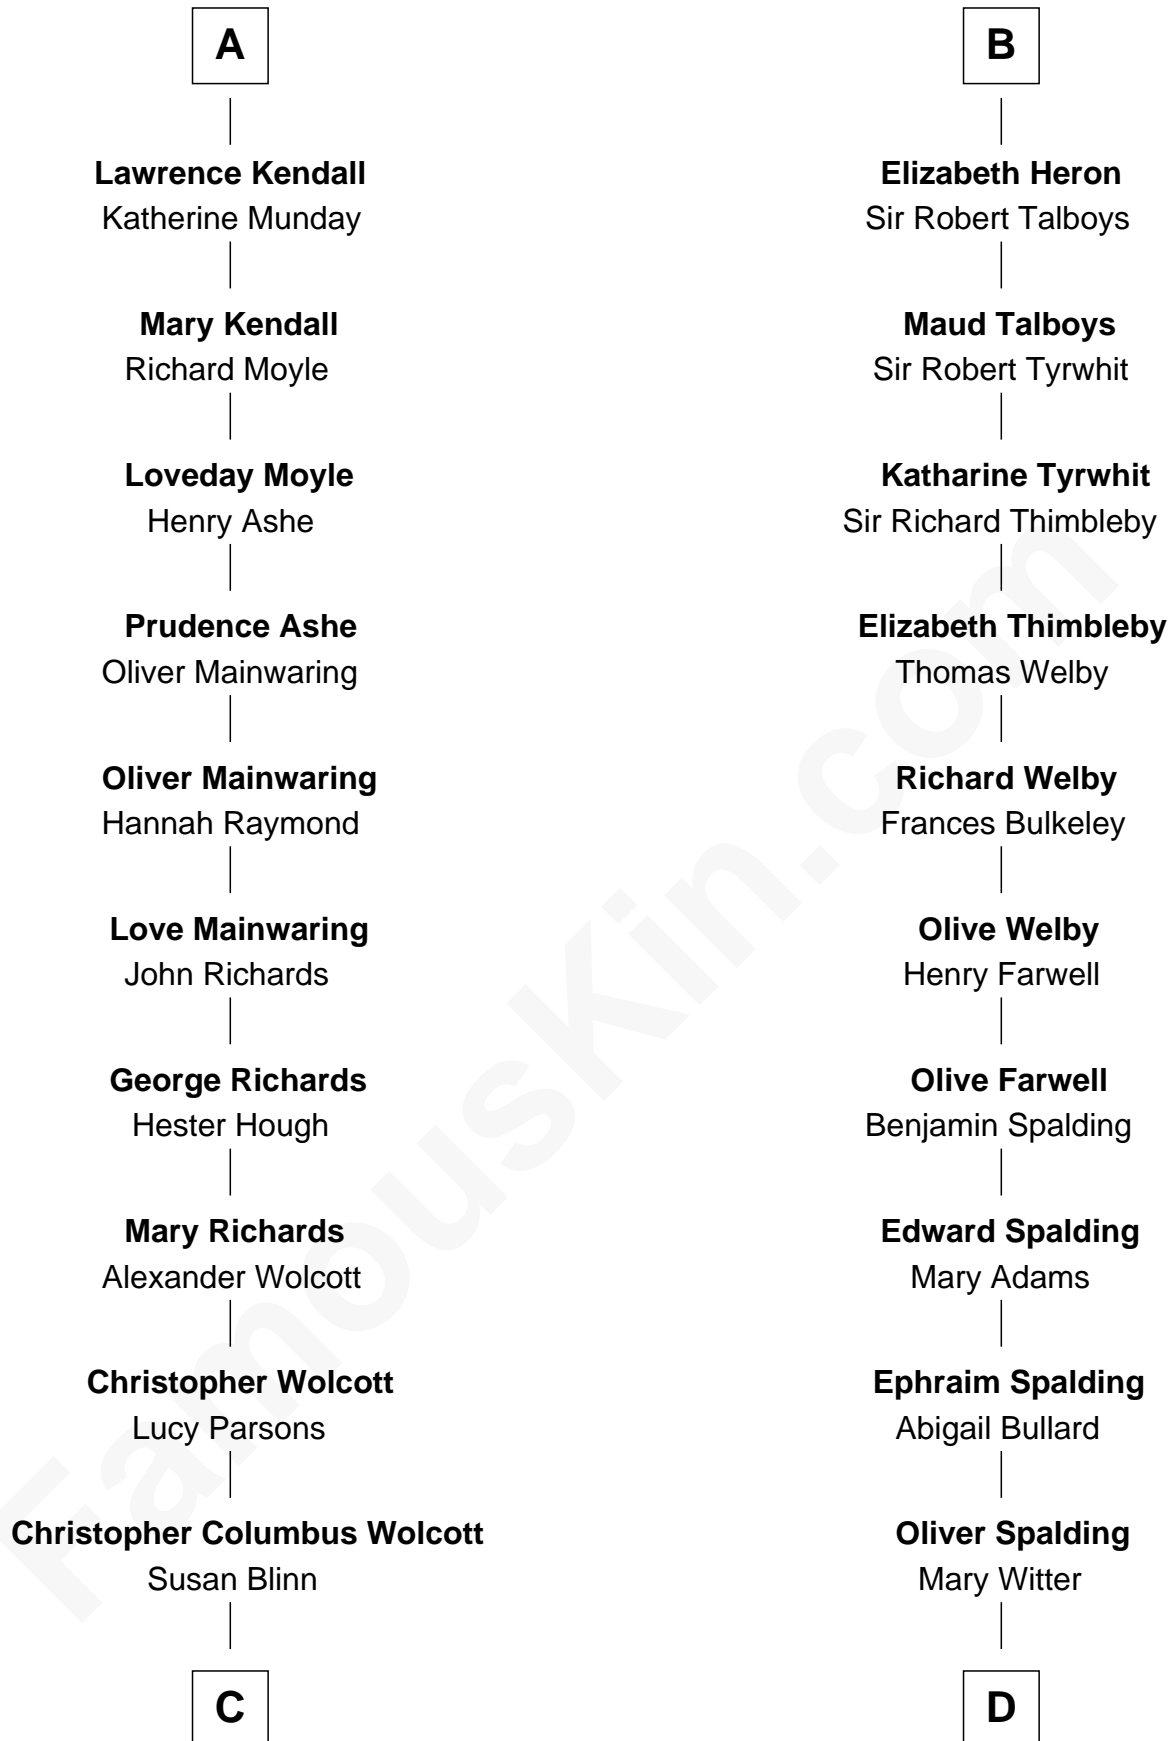 A
Lawrence Kendall
Katherine Munday
Mary Kendall
Richard Moyle
Loveday Moyle
Henry Ashe
Prudence Ashe
Oliver Mainwaring
Oliver Mainwaring
Hannah Raymond
Love Mainwaring
John Richards
George Richards
Hester Hough
Mary Richards
Alexander Wolcott
Christopher Wolcott
Lucy Parsons
Christopher Columbus Wolcott
Susan Blinn
C
B
Elizabeth Heron
Sir Robert Talboys
Maud Talboys
Sir Robert Tyrwhit
Katharine Tyrwhit
Sir Richard Thimbleby
Elizabeth Thimbleby
Thomas Welby
Richard Welby
Frances Bulkeley
Olive Welby
Henry Farwell
Olive Farwell
Benjamin Spalding
Edward Spalding
Mary Adams
Ephraim Spalding
Abigail Bullard
Oliver Spalding
Mary Witter
D
FamousKin.com